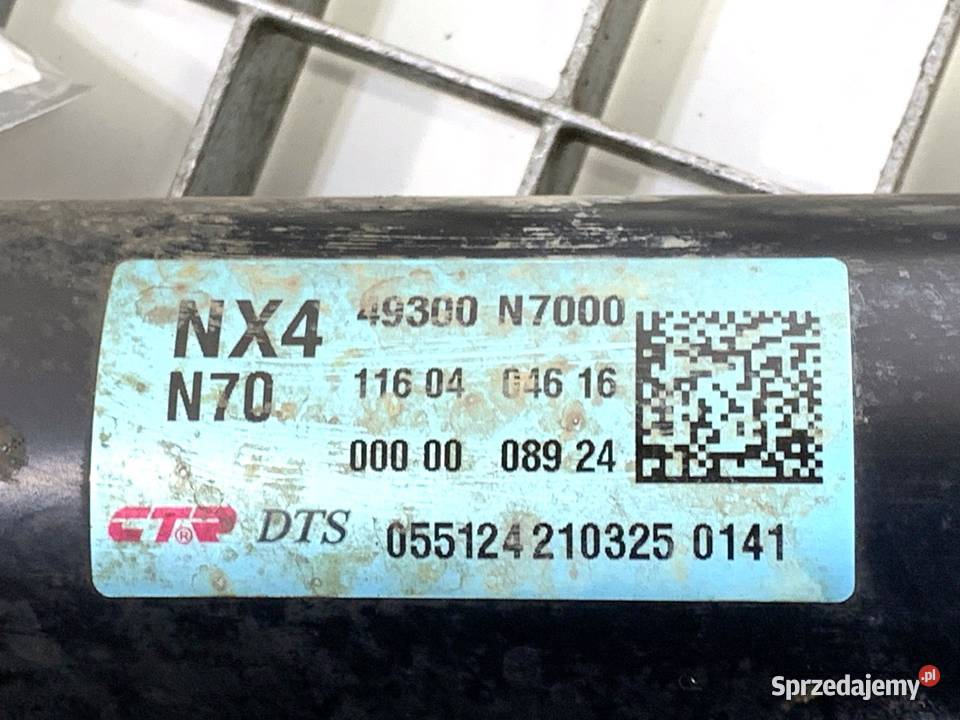 NX4 49300 N7000
N70 116 04 046 16
000 00 089 24
CTR® DTS 055124 210325 0141
Sprzedajemy.pl